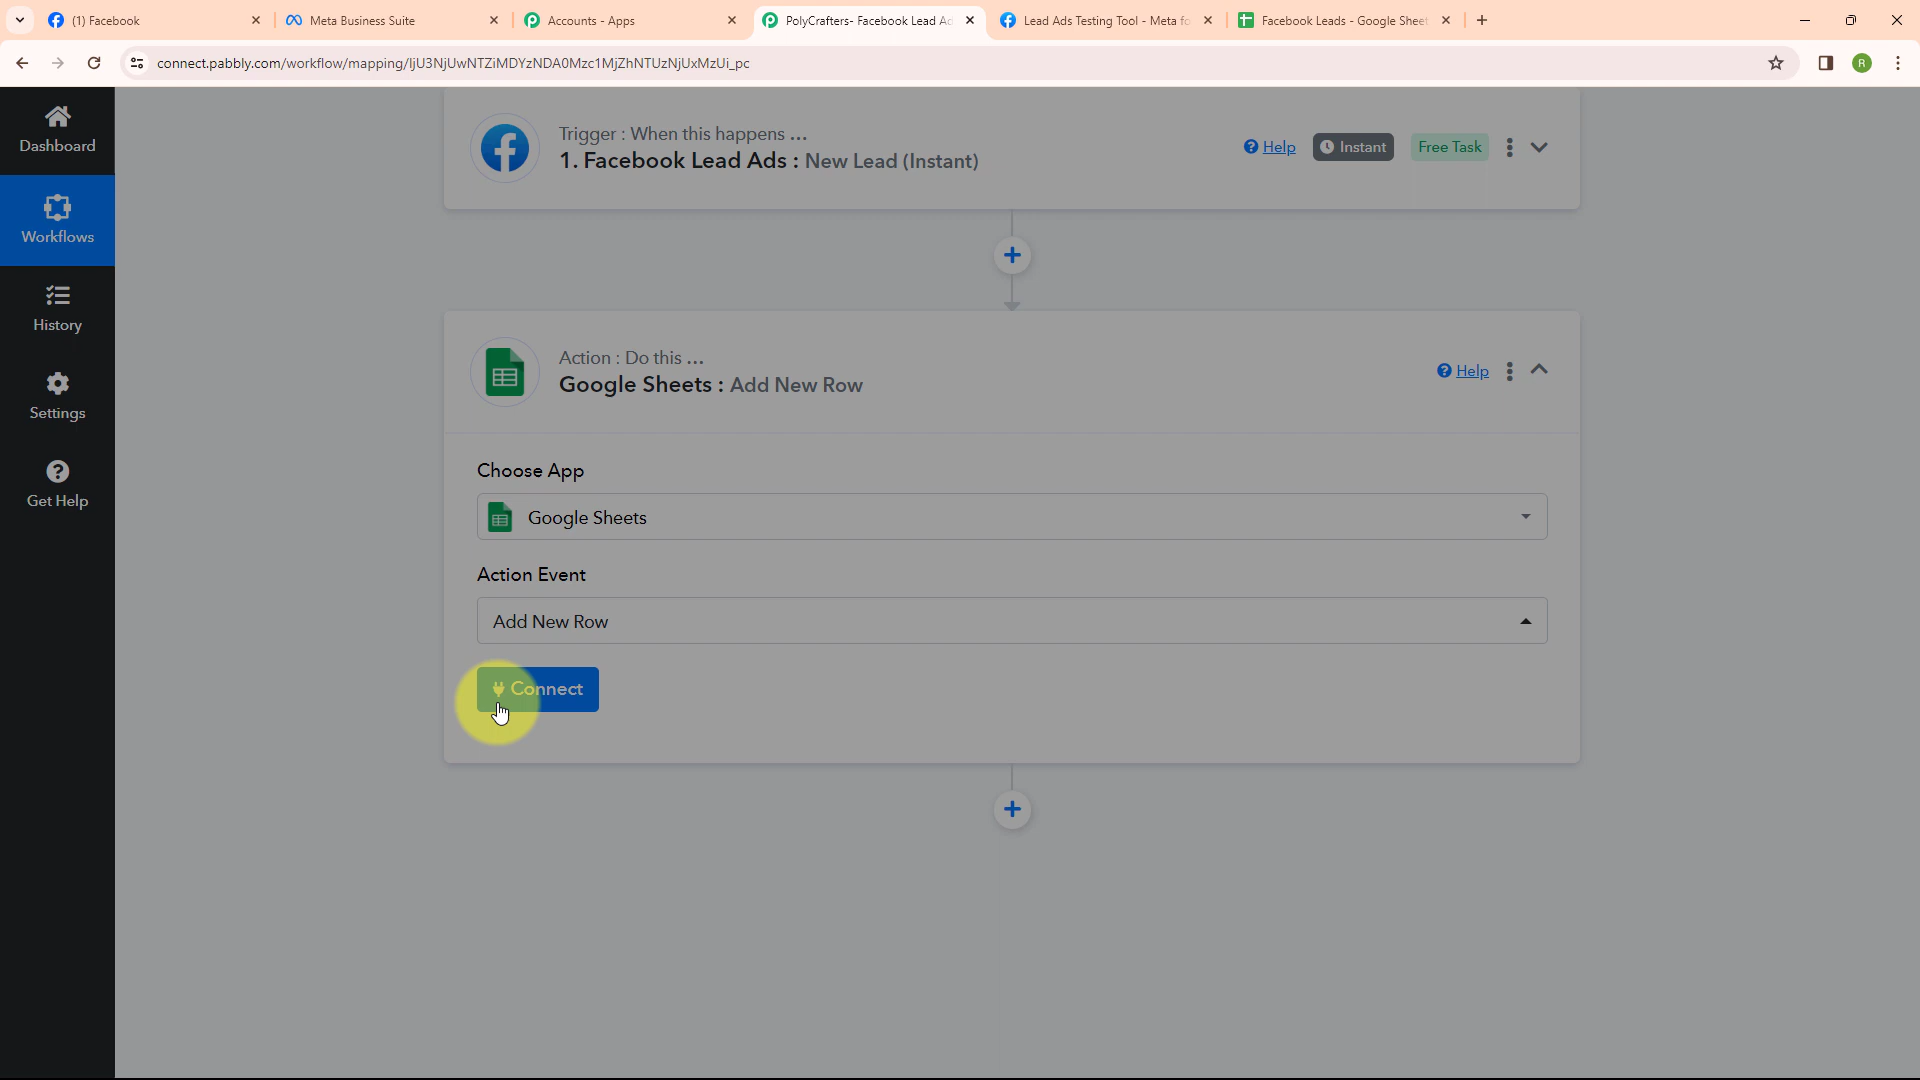 (1) Facebook
Meta Business Suite
Accounts - Apps
PolyCrafters- Facebook Lead Ad
Lead Ads Testing Tool - Meta fo
Facebook Leads - Google Sheet
connect.pabbly.com/workflow/mapping/IjU3NjUwNTZiMDYzNDA0Mzc1MjZhNTUzNjUxMzUi_pc
R
Dashboard
Workflows
History
Settings
Get Help
Trigger : When this happens ...
1. Facebook Lead Ads : New Lead (Instant)
Help
Instant
Free Task
Action : Do this ...
Google Sheets : Add New Row
Help
Choose App
Google Sheets
Action Event
Add New Row
Connect